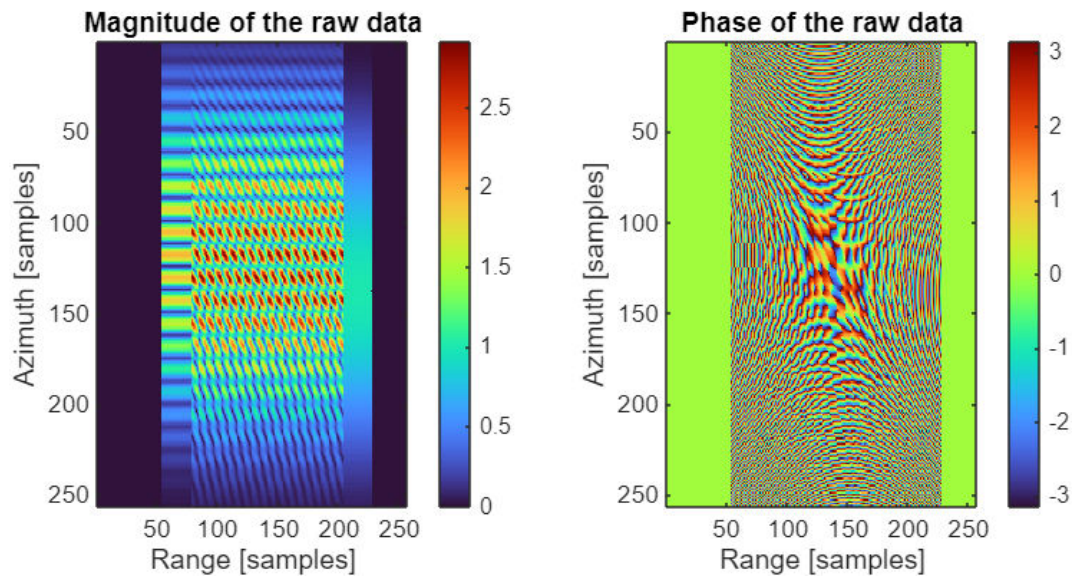 Magnitude of the raw data
Azimuth [samples]
50
100
150
200
250
50 100 150 200 250
Range [samples]
2.5
2
1.5
1
0.5
0
Phase of the raw data
Azimuth [samples]
50
100
150
200
250
50 100 150 200 250
Range [samples]
3
2
1
0
-1
-2
-3